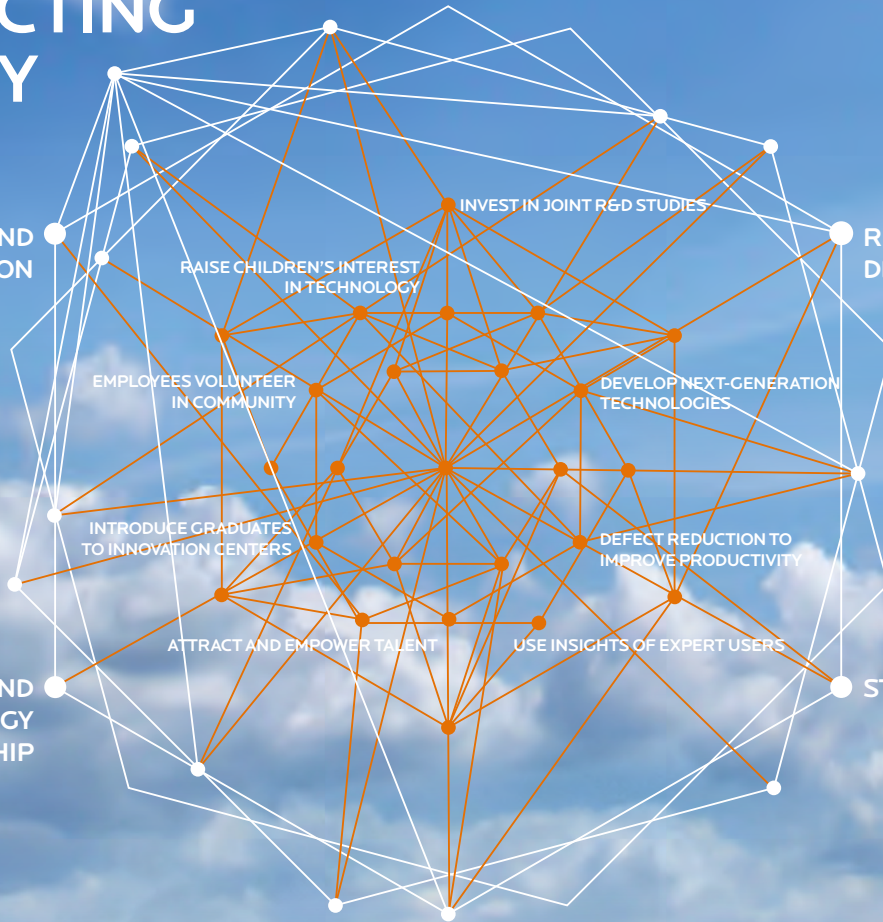 CTING
Y
INVEST IN JOINT R&D STUDIES
ND
ON
R
D
RAISE CHILDREN'S INTEREST
IN TECHNOLOGY
EMPLOYEES VOLUNTEER
IN COMMUNITY
DEVELOP NEXT-GENERATION
TECHNOLOGIES
INTRODUCE GRADUATES
TO INNOVATION CENTERS
DEFECT REDUCTION TO
IMPROVE PRODUCTIVITY
ATTRACT AND EMPOWER TALENT
USE INSIGHTS OF EXPERT USERS
ND
GY
HIP
ST